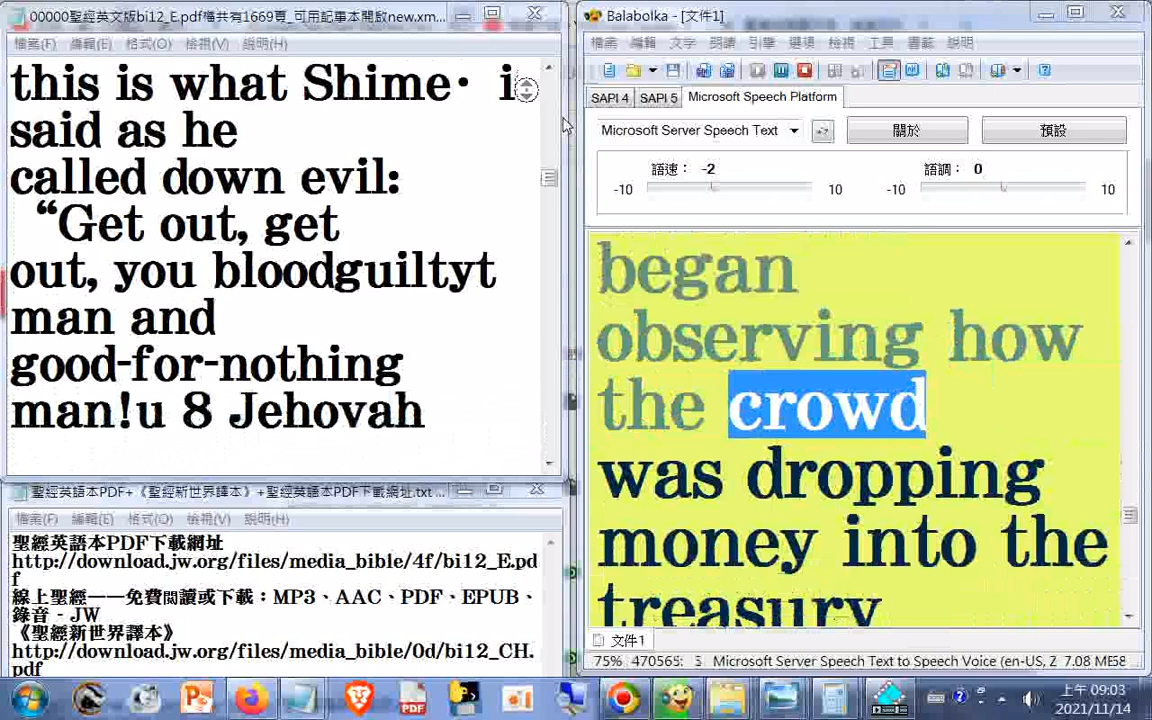 00000聖經英文版bi12_E.pdf檔共有1669頁_可用記事本開啟new.xm...
檔案(F) 編輯(E) 格式(O) 檢視(V) 說明(H)
this is what Shime· i
said as he
called down evil:
“Get out, get
out, you bloodguiltyt
man and
good-for-nothing
man!u 8 Jehovah
聖經英語本PDF+《聖經新世界譯本》+聖經英語本PDF下載網址.txt ...
檔案(F) 編輯(E) 格式(O) 檢視(V) 說明(H)
聖經英語本PDF下載網址
http://download.jw.org/files/media_bible/4f/bi12_E.pd
f
線上聖經──免費閱讀或下載：MP3、AAC、PDF、EPUB、
錄音 - JW
《聖經新世界譯本》
http://download.jw.org/files/media_bible/0d/bi12_CH.
pdf
Balabolka - [文件1]
檔案 編輯 文字 朗讀 引擎 選項 檢視 工具 書籤 說明
SAPI 4 SAPI 5 Microsoft Speech Platform
Microsoft Server Speech Text
關於 預設
語速： -2 語調： 0
-10 10 -10 10
began
observing how
the crowd
was dropping
money into the
treasury
文件1
75% 470565: S Microsoft Server Speech Text to Speech Voice (en-US, Z 7.08 ME58
上午 09:03
2021/11/14